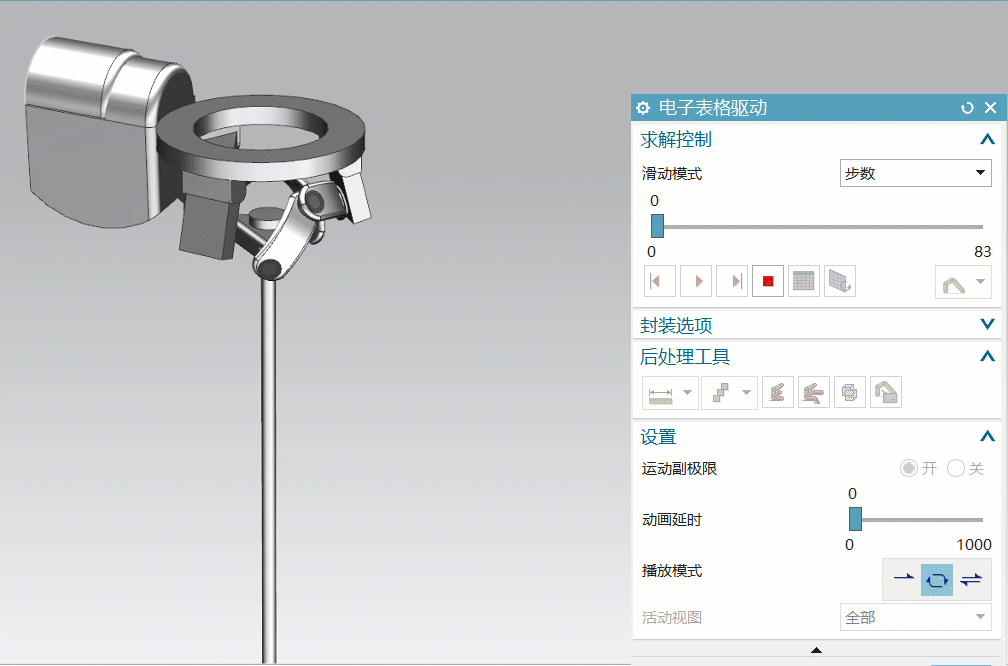 电子表格驱动
求解控制
滑动模式 步数
0
0 83
封装选项
后处理工具
设置
运动副极限 开 关
0
动画延时
0 1000
播放模式
活动视图 全部